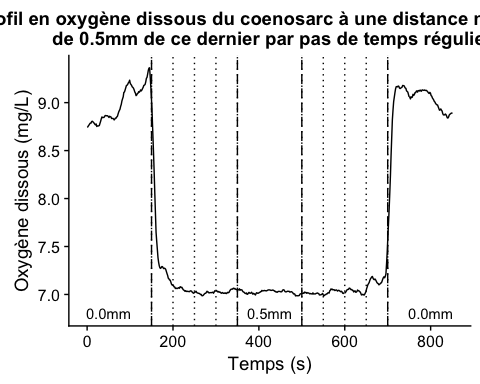 ofil en oxygène dissous du coenosarc à une distance
de 0.5mm de ce dernier par pas de temps régulie
Oxygène dissous (mg/L)
9.0
8.5
8.0
7.5
7.0
0.0mm 0.5mm 0.0mm
0 200 400 600 800
Temps (s)